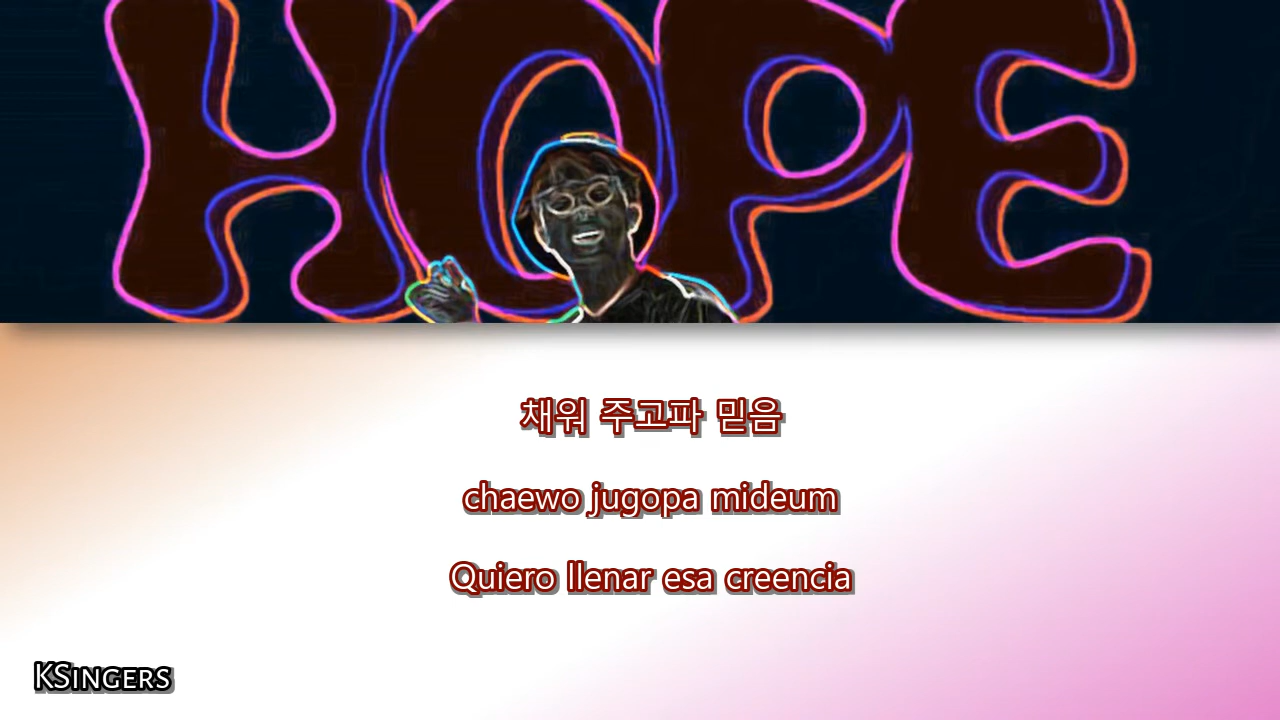 HOPE
채워 주고파 믿음
chaewo jugopa mideum
Quiero llenar esa creencia
KSINGERS